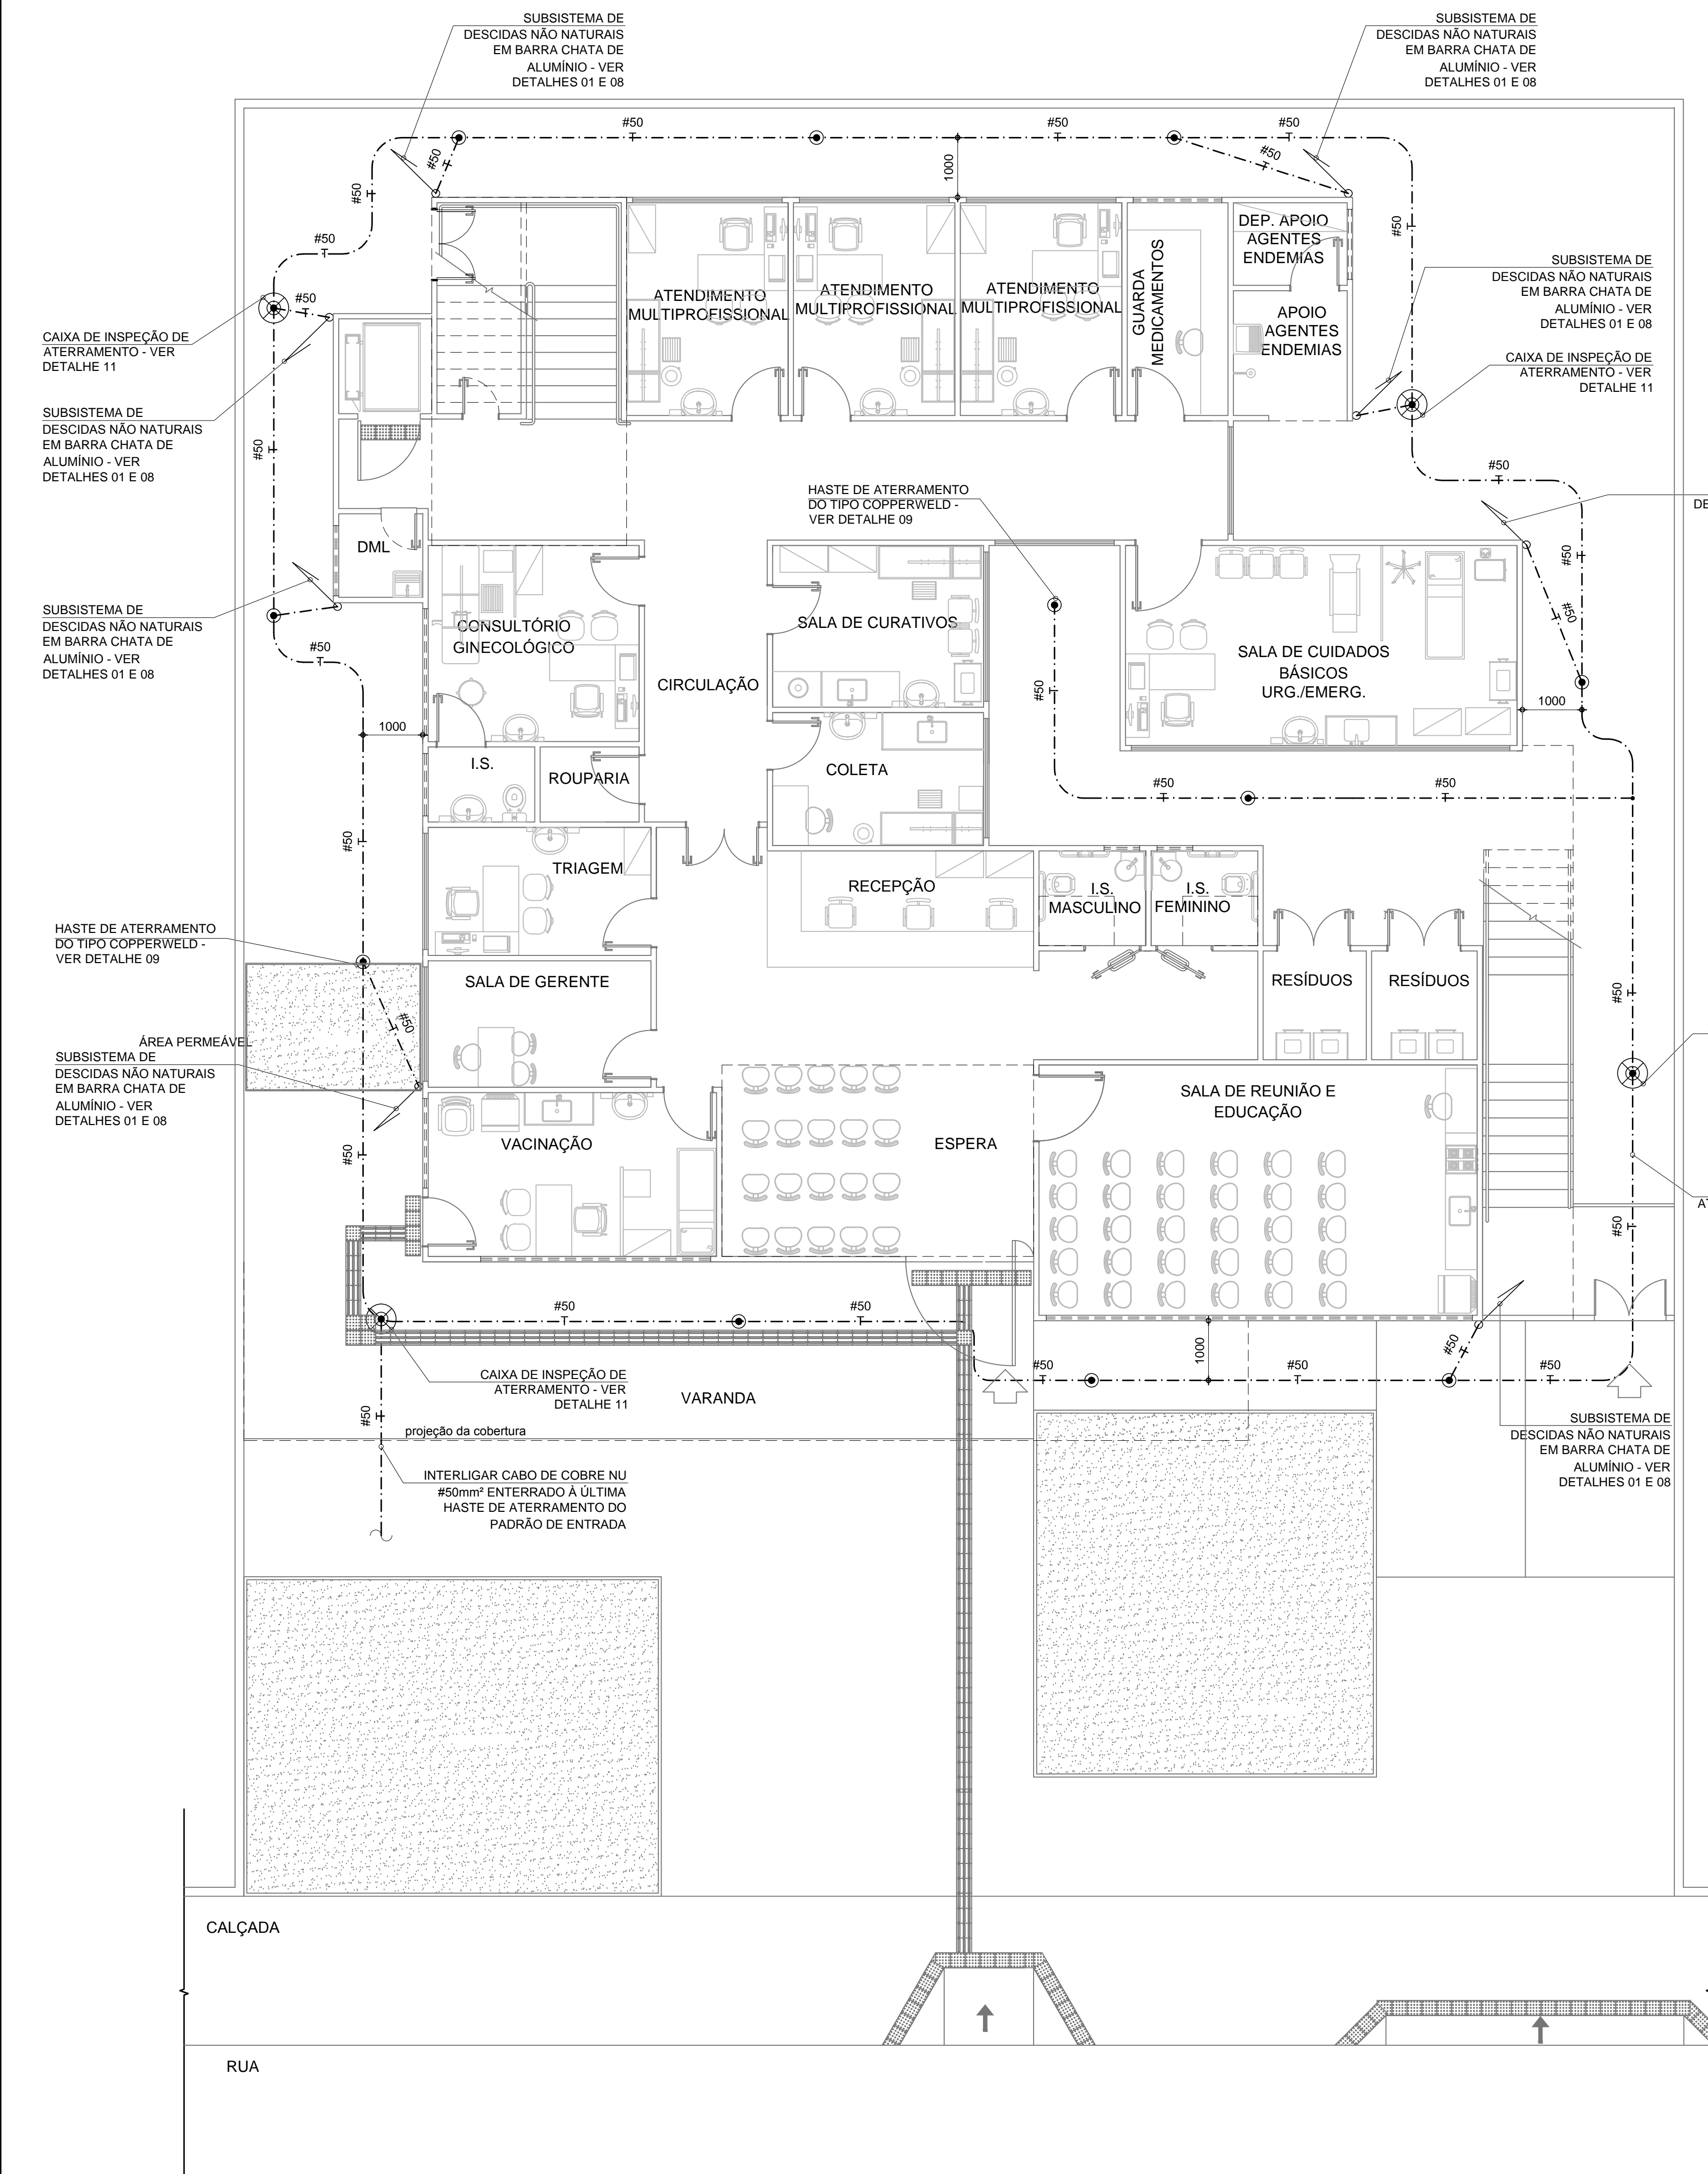 SUBSISTEMA DE
DESCIDAS NÃO NATURAIS
EM BARRA CHATA DE
ALUMÍNIO - VER
DETALHES 01 E 08
SUBSISTEMA DE
DESCIDAS NÃO NATURAIS
EM BARRA CHATA DE
ALUMÍNIO - VER
DETALHES 01 E 08
#50
#50
#50
#50
#50
1000
#50
#50
#50
#50
DEP. APOIO
AGENTES
ENDEMIAS
SUBSISTEMA DE
DESCIDAS NÃO NATURAIS
EM BARRA CHATA DE
ALUMÍNIO - VER
DETALHES 01 E 08
ATENDIMENTO
MULTIPROFISSIONAL
ATENDIMENTO
MULTIPROFISSIONAL
ATENDIMENTO
MULTIPROFISSIONAL
GUARDA
MEDICAMENTOS
APOIO
AGENTES
ENDEMIAS
#50
CAIXA DE INSPEÇÃO DE
ATERRAMENTO - VER
DETALHE 11
CAIXA DE INSPEÇÃO DE
ATERRAMENTO - VER
DETALHE 11
SUBSISTEMA DE
DESCIDAS NÃO NATURAIS
EM BARRA CHATA DE
ALUMÍNIO - VER
DETALHES 01 E 08
#50
#50
HASTE DE ATERRAMENTO
DO TIPO COPPERWELD -
VER DETALHE 09
DE
DML
#50
SUBSISTEMA DE
DESCIDAS NÃO NATURAIS
EM BARRA CHATA DE
ALUMÍNIO - VER
DETALHES 01 E 08
#50
CONSULTÓRIO
GINECOLÓGICO
SALA DE CURATIVOS
#50
SALA DE CUIDADOS
BÁSICOS
URG./EMERG.
#50
CIRCULAÇÃO
1000
1000
I.S.
ROUPARIA
COLETA
#50
#50
#50
TRIAGEM
RECEPÇÃO
I.S.
MASCULINO
I.S.
FEMININO
HASTE DE ATERRAMENTO
DO TIPO COPPERWELD -
VER DETALHE 09
SALA DE GERENTE
RESÍDUOS
RESÍDUOS
#50
#50
ÁREA PERMEÁVEL
SUBSISTEMA DE
DESCIDAS NÃO NATURAIS
EM BARRA CHATA DE
ALUMÍNIO - VER
DETALHES 01 E 08
SALA DE REUNIÃO E
EDUCAÇÃO
#50
VACINAÇÃO
ESPERA
AT
#50
#50
#50
1000
#50
#50
#50
#50
CAIXA DE INSPEÇÃO DE
ATERRAMENTO - VER
DETALHE 11
VARANDA
#50
projeção da cobertura
SUBSISTEMA DE
DESCIDAS NÃO NATURAIS
EM BARRA CHATA DE
ALUMÍNIO - VER
DETALHES 01 E 08
INTERLIGAR CABO DE COBRE NU
#50mm² ENTERRADO À ÚLTIMA
HASTE DE ATERRAMENTO DO
PADRÃO DE ENTRADA
CALÇADA
RUA